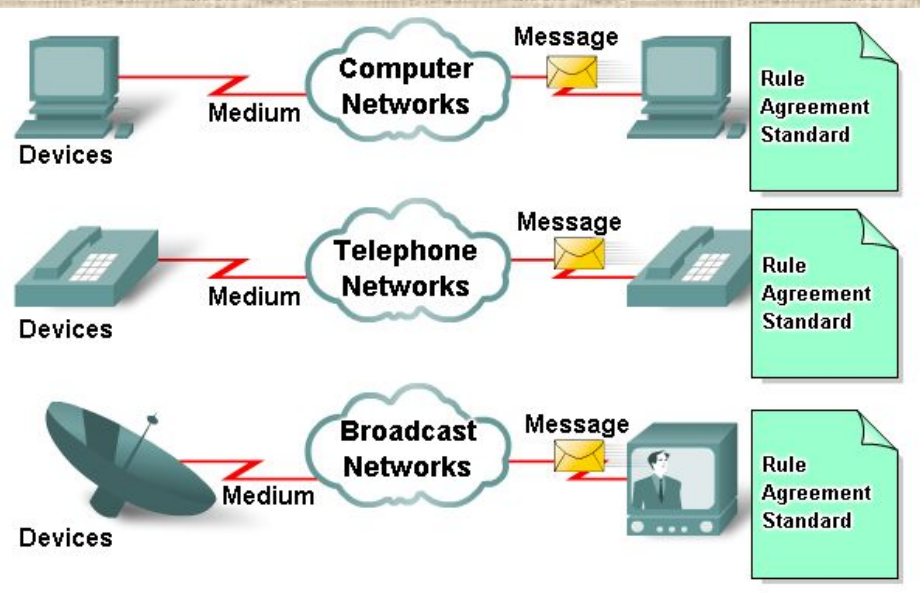 Message
Computer
Networks
Medium
Devices
Rule
Agreement
Standard
Message
Telephone
Networks
Medium
Devices
Rule
Agreement
Standard
Message
Broadcast
Networks
Medium
Devices
Rule
Agreement
Standard